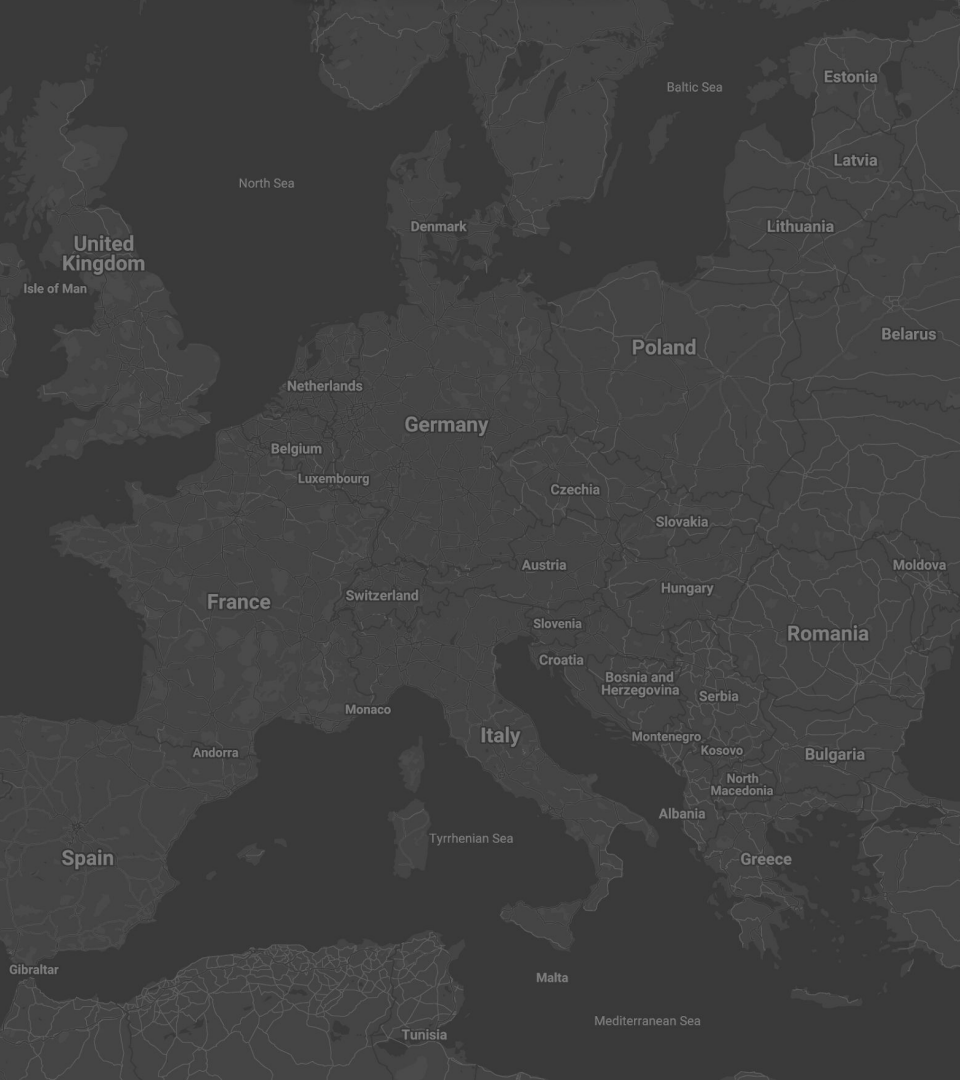 Estonia
Baltic Sea
Latvia
North Sea
Denmark
Lithuania
United
Kingdom
Isle of Man
Belarus
Poland
Netherlands
Germany
Belgium
Luxembourg
Czechia
Slovakia
Austria
Moldova
Hungary
Switzerland
France
Slovenia
Romania
Croatia
Bosnia and
Herzegovina
Serbia
Monaco
Italy
Montenegro
Kosovo
Andorra
Bulgaria
North
Macedonia
Albania
Tyrrhenian Sea
Spain
Greece
Gibraltar
Malta
Mediterranean Sea
Tunisia